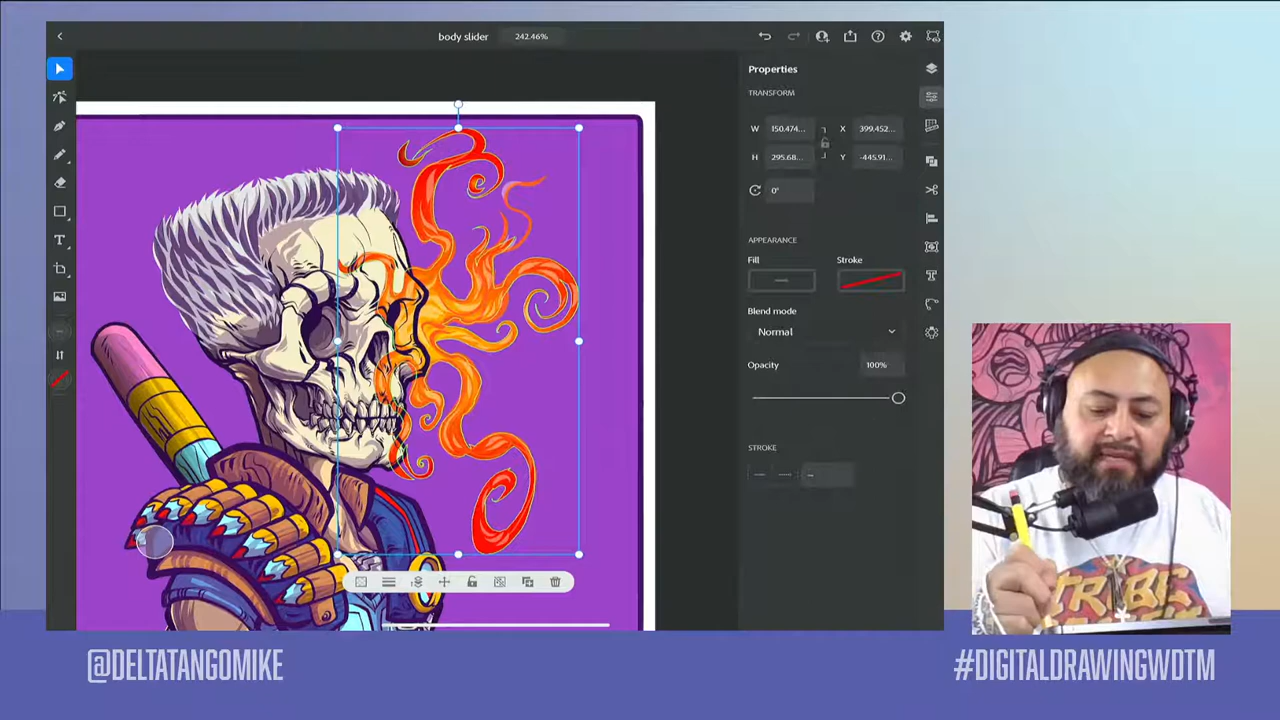 body slider
242.46%
Properties
TRANSFORM
W 150.474... X 399.452...
H 295.68... Y -445.91...
0°
APPEARANCE
Fill Stroke
Blend mode
Normal
Opacity 100%
STROKE
TRIBE
@DELTATANGOMIKE
#DIGITALDRAWINGWDTM